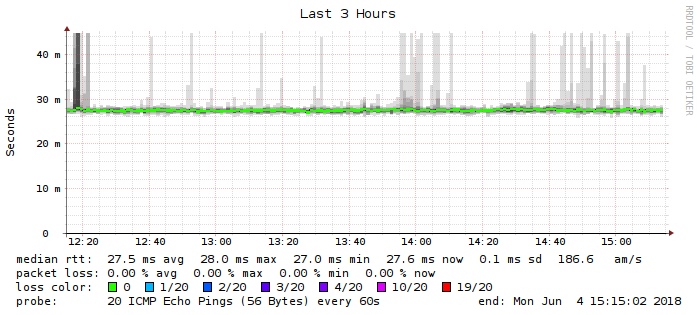 Last 3 Hours
RRDTOOL / TOBI OETIKER
Seconds
40 m
30 m
20 m
10 m
0
12:20 12:40 13:00 13:20 13:40 14:00 14:20 14:40 15:00
median rtt: 27.5 ms avg 28.0 ms max 27.0 ms min 27.6 ms now 0.1 ms sd 186.6 am/s
packet loss: 0.00 % avg 0.00 % max 0.00 % min 0.00 % now
loss color: 0 1/20 2/20 3/20 4/20 10/20 19/20
probe: 20 ICMP Echo Pings (56 Bytes) every 60s end: Mon Jun 4 15:15:02 2018